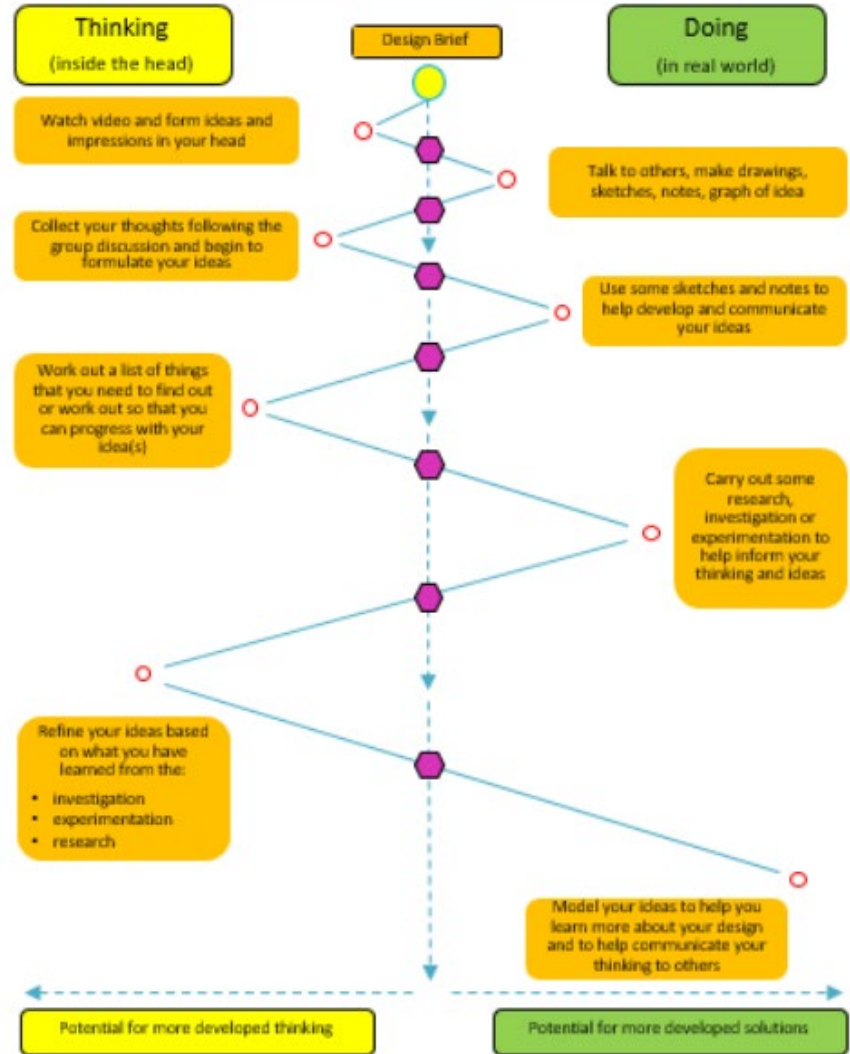 Thinking
(inside the head)
Design Brief
Doing
(in real world)
Watch video and form ideas and
impressions in your head
Talk to others, make drawings,
sketches, notes, graph of idea
Collect your thoughts following the
group discussion and begin to
formulate your ideas
Use some sketches and notes to
help develop and communicate
your ideas
Work out a list of things
that you need to find out
or work out so that you
can progress with your
idea(s)
Carry out some
research,
investigation or
experimentation to
help inform your
thinking and ideas
Refine your ideas based
on what you have
learned from the:
• investigation
• experimentation
• research
Model your ideas to help you
learn more about your design
and to help communicate your
thinking to others
Potential for more developed thinking
Potential for more developed solutions